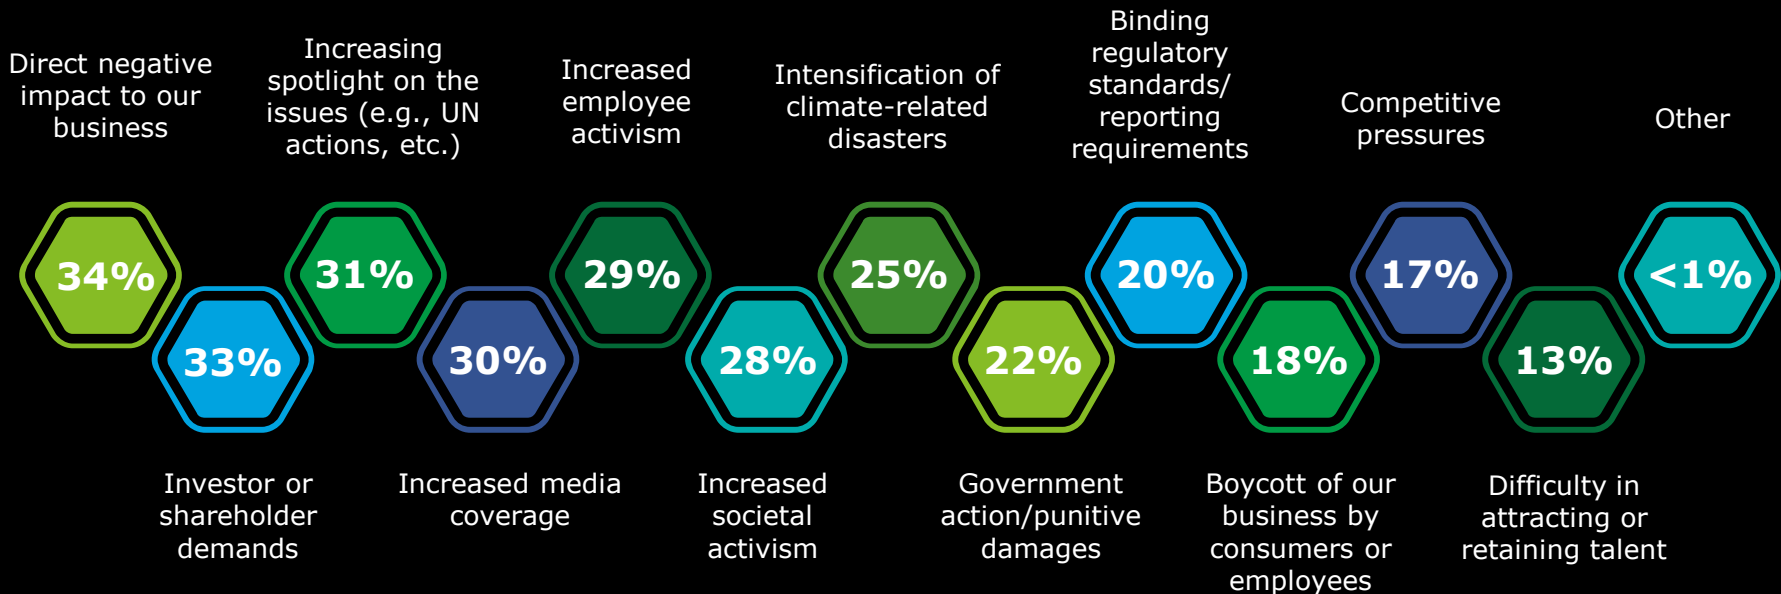 Direct negative
impact to our
business
34%
33%
Investor or
shareholder
demands
Increasing
spotlight on the
issues (e.g., UN
actions, etc.)
31%
30%
Increased media
coverage
Increased
employee
activism
29%
28%
Increased
societal
activism
Intensification of
climate-related
disasters
25%
22%
Government
action/punitive
damages
Binding
regulatory
standards/
reporting
requirements
20%
18%
Boycott of our
business by
consumers or
employees
Competitive
pressures
17%
13%
Difficulty in
attracting or
retaining talent
Other
<1%